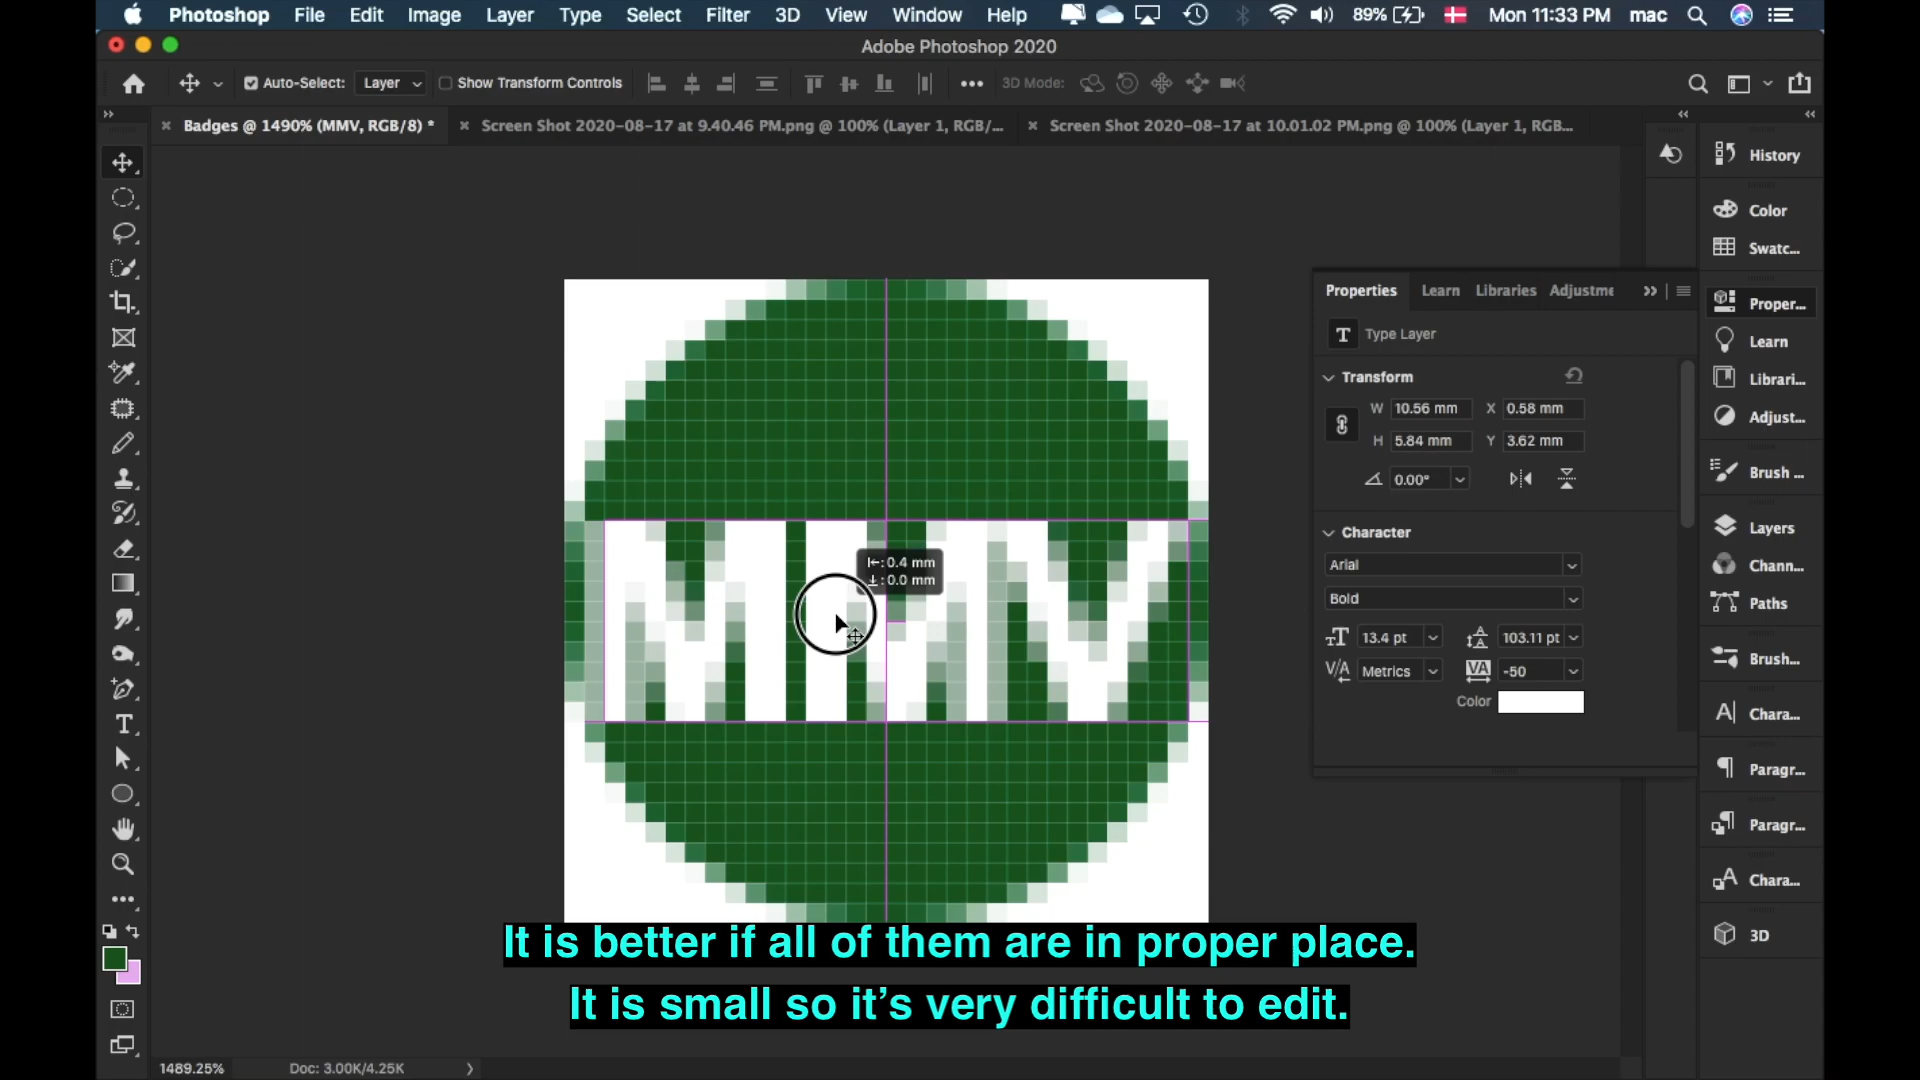 Photoshop File Edit Image Layer Type Select Filter 3D View Window Help 89% Mon 11:33 PM mac
Adobe Photoshop 2020
Auto-Select: Layer Show Transform Controls 3D Mode:
Badges @ 1490% (MMV, RGB/8) * Screen Shot 2020-08-17 at 9.40.46 PM.png @ 100% (Layer 1, RGB/... Screen Shot 2020-08-17 at 10.01.02 PM.png @ 100% (Layer 1, RGB...
History
Color
Swatc...
Proper...
Learn
Librari...
Adjust...
Brush ...
Layers
Chann...
Paths
Brush...
Chara...
Paragr...
Paragr...
Chara...
3D
Properties Learn Libraries Adjustme
Type Layer
Transform
W 10.56 mm X 0.58 mm
H 5.84 mm Y 3.62 mm
0.00°
Character
Arial
Bold
13.4 pt 103.11 pt
Metrics -50
Color
MMV
0.4 mm
0.0 mm
It is better if all of them are in proper place.
It is small so it's very difficult to edit.
1489.25% Doc: 3.00K/4.25K